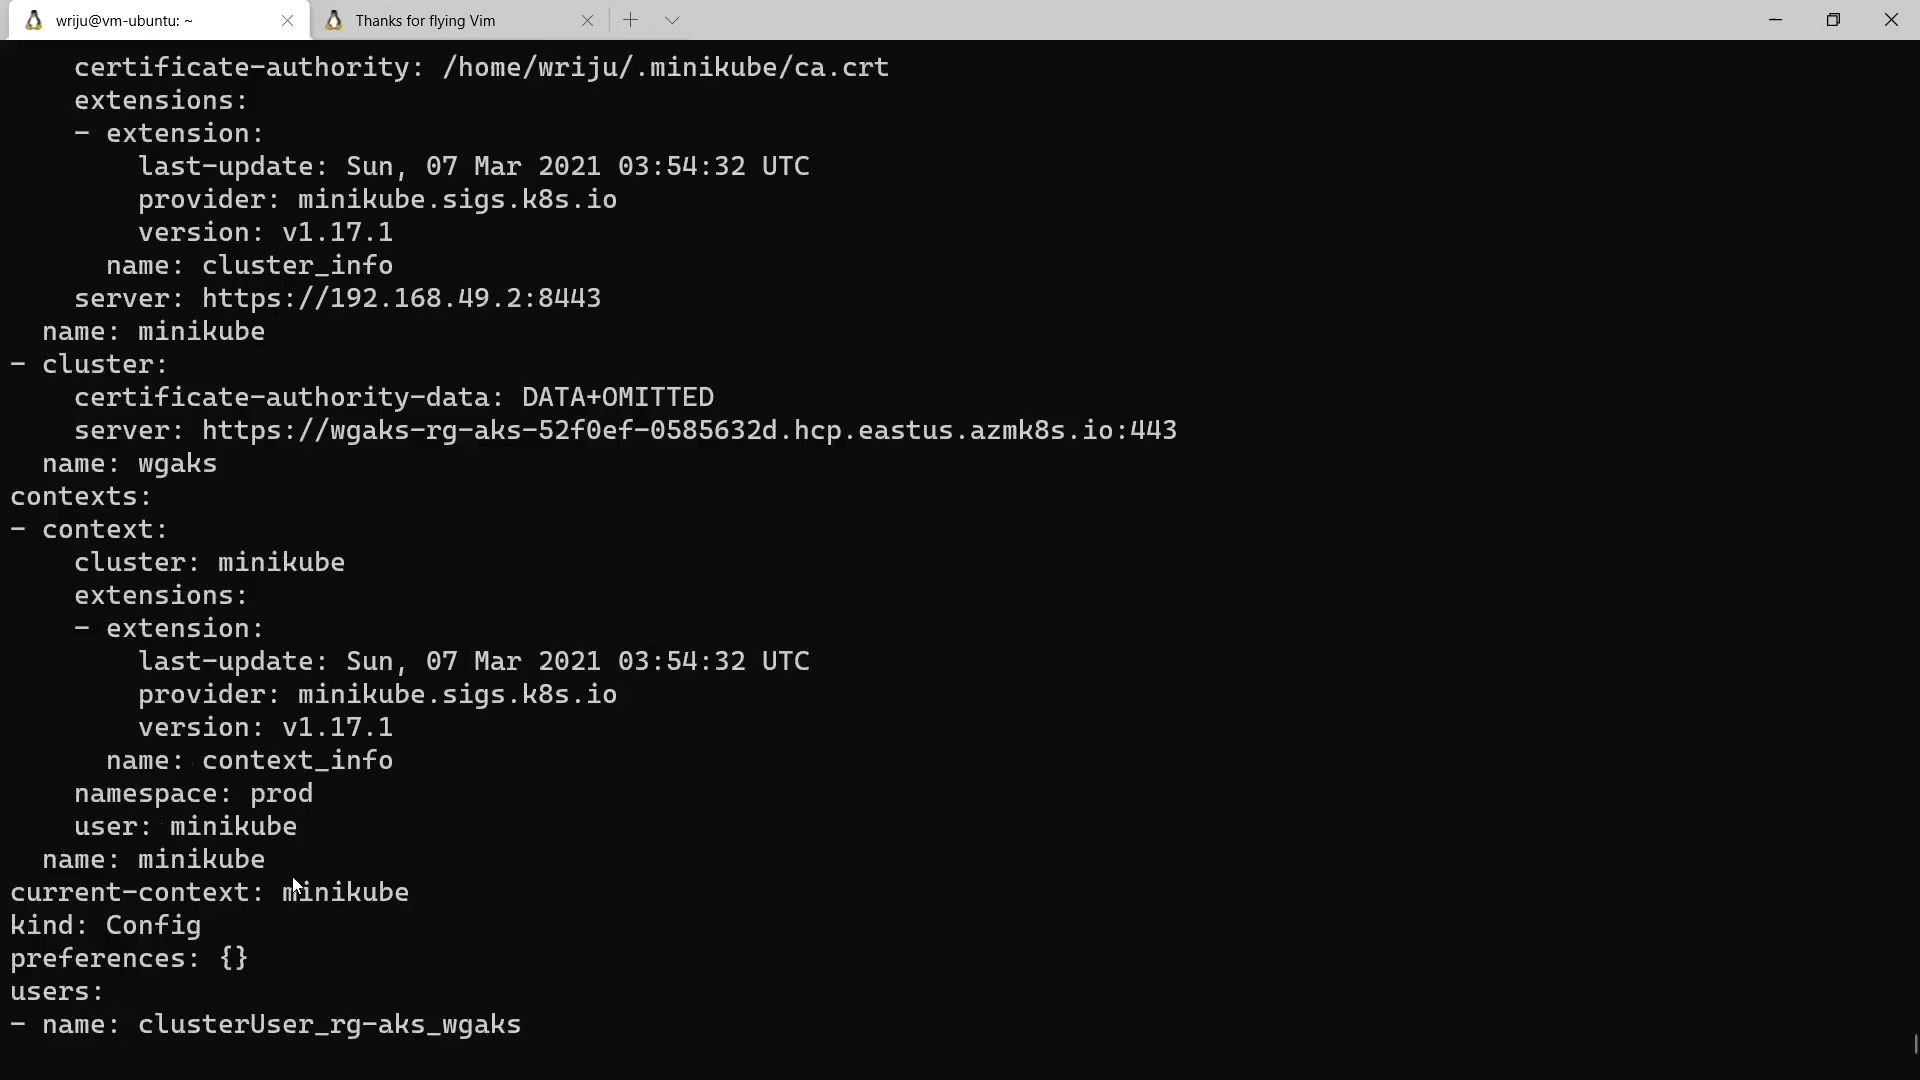 wriju@vm-ubuntu: ~
Thanks for flying Vim
certificate-authority: /home/wriju/.minikube/ca.crt
extensions:
- extension:
last-update: Sun, 07 Mar 2021 03:54:32 UTC
provider: minikube.sigs.k8s.io
version: v1.17.1
name: cluster_info
server: https://192.168.49.2:8443
name: minikube
- cluster:
certificate-authority-data: DATA+OMITTED
server: https://wgaks-rg-aks-52f0ef-0585632d.hcp.eastus.azmk8s.io:443
name: wgaks
contexts:
- context:
cluster: minikube
extensions:
- extension:
last-update: Sun, 07 Mar 2021 03:54:32 UTC
provider: minikube.sigs.k8s.io
version: v1.17.1
name: context_info
namespace: prod
user: minikube
name: minikube
current-context: minikube
kind: Config
preferences: {}
users:
- name: clusterUser_rg-aks_wgaks